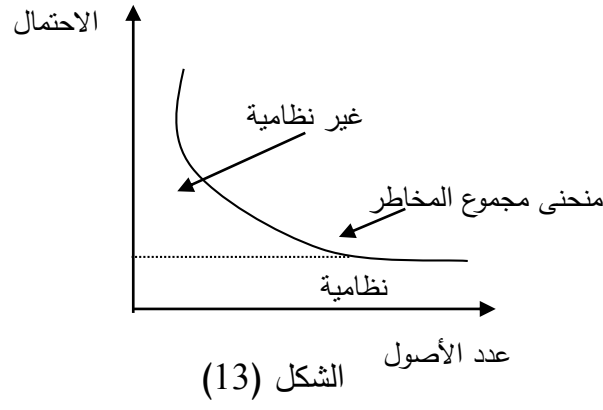 الاحتمال
غير نظامية
منحنى مجموع المخاطر
نظامية
عدد الأصول
الشكل (13)